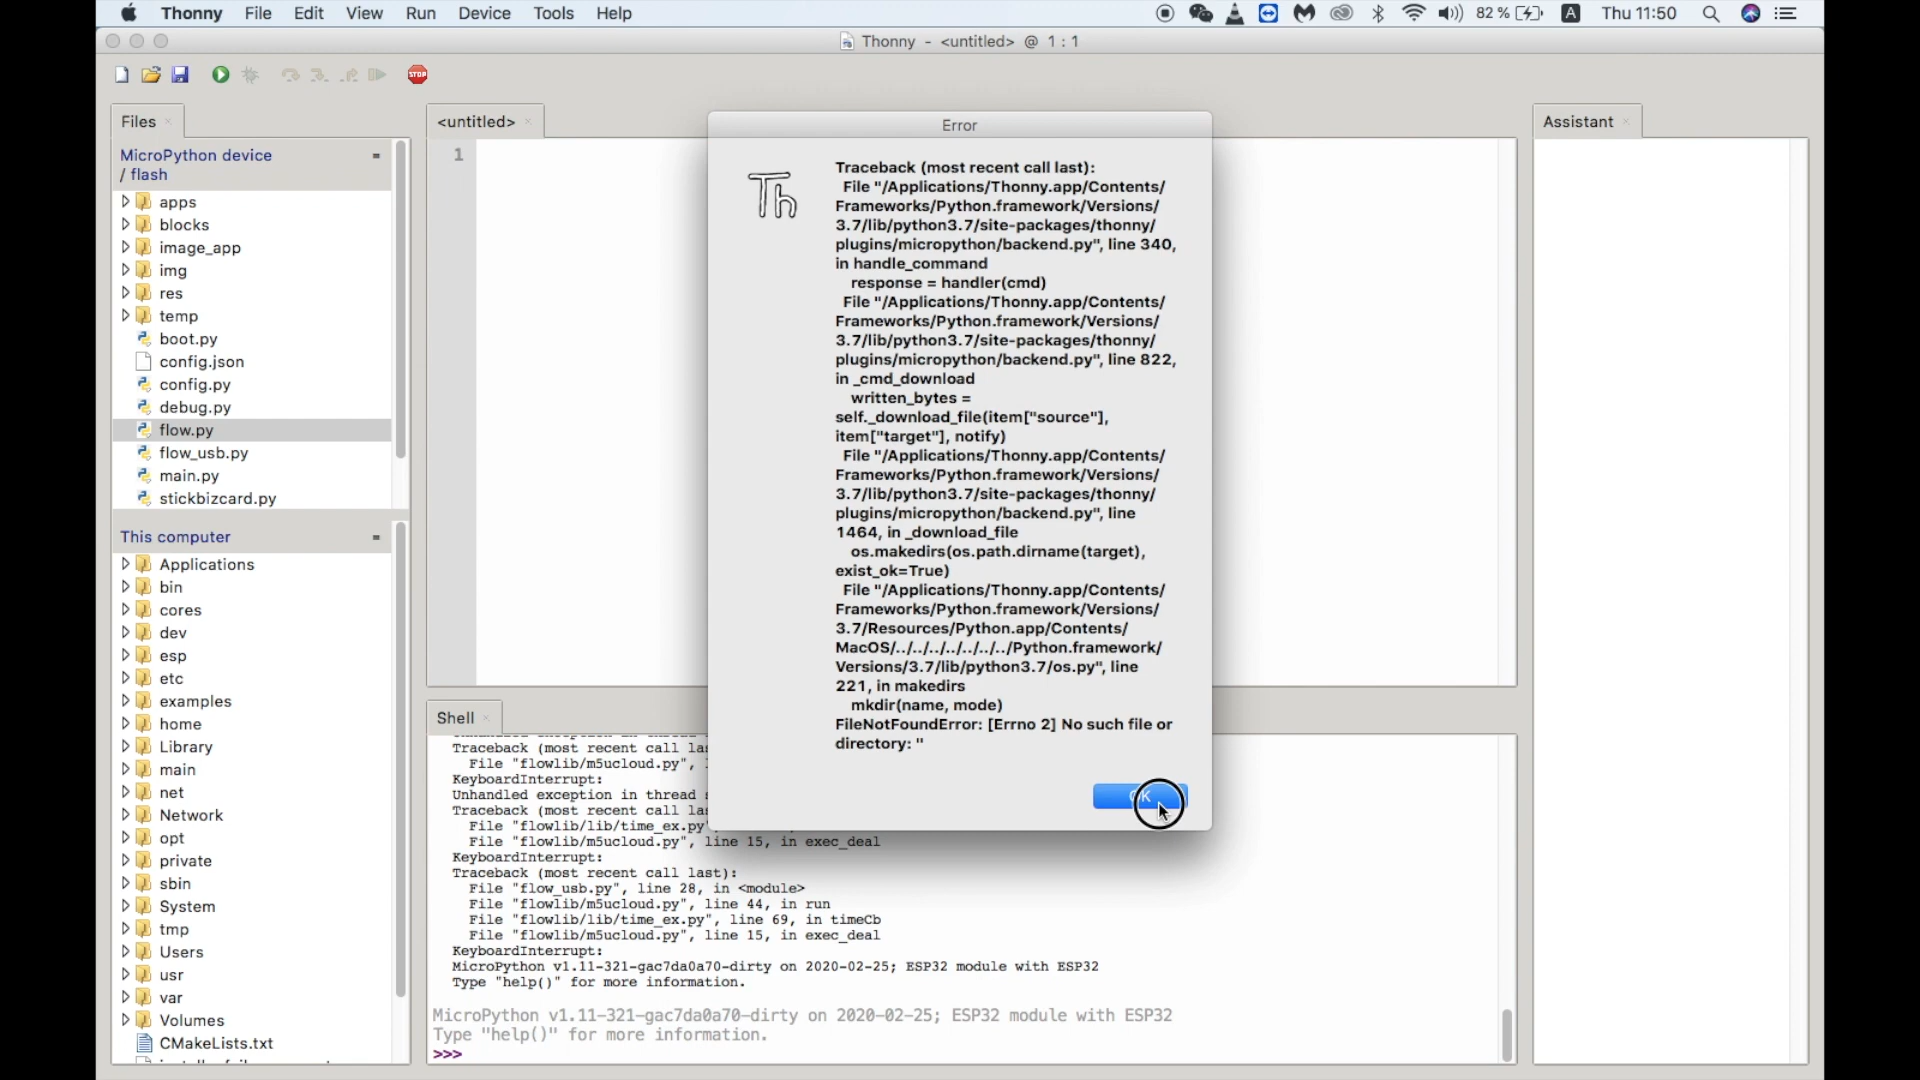 Thonny File Edit View Run Device Tools Help
82 % A Thu 11:50
Thonny - <untitled> @ 1 : 1
STOP
Files
MicroPython device
/ flash
apps
blocks
image_app
img
res
temp
boot.py
config.json
config.py
debug.py
flow.py
flow_usb.py
main.py
stickbizcard.py
This computer
Applications
bin
cores
dev
esp
etc
examples
home
Library
main
net
Network
opt
private
sbin
System
tmp
Users
usr
var
Volumes
CMakeLists.txt
<untitled>
1
Error
Th
Traceback (most recent call last):
File "/Applications/Thonny.app/Contents/
Frameworks/Python.framework/Versions/
3.7/lib/python3.7/site-packages/thonny/
plugins/micropython/backend.py", line 340,
in handle_command
response = handler(cmd)
File "/Applications/Thonny.app/Contents/
Frameworks/Python.framework/Versions/
3.7/lib/python3.7/site-packages/thonny/
plugins/micropython/backend.py", line 822,
in _cmd_download
written_bytes =
self._download_file(item["source"],
item["target"], notify)
File "/Applications/Thonny.app/Contents/
Frameworks/Python.framework/Versions/
3.7/lib/python3.7/site-packages/thonny/
plugins/micropython/backend.py", line
1464, in _download_file
os.makedirs(os.path.dirname(target),
exist_ok=True)
File "/Applications/Thonny.app/Contents/
Frameworks/Python.framework/Versions/
3.7/Resources/Python.app/Contents/
MacOS/../../../../../../Python.framework/
Versions/3.7/lib/python3.7/os.py", line
221, in makedirs
mkdir(name, mode)
FileNotFoundError: [Errno 2] No such file or
directory: ''
OK
Shell
Traceback (most recent call las
File "flowlib/m5ucloud.py",
KeyboardInterrupt:
Unhandled exception in thread
Traceback (most recent call las
File "flowlib/lib/time_ex.py"
File "flowlib/m5ucloud.py", line 15, in exec_deal
KeyboardInterrupt:
Traceback (most recent call last):
File "flow_usb.py", line 28, in <module>
File "flowlib/m5ucloud.py", line 44, in run
File "flowlib/lib/time_ex.py", line 69, in timeCb
File "flowlib/m5ucloud.py", line 15, in exec_deal
KeyboardInterrupt:
MicroPython v1.11-321-gac7da0a70-dirty on 2020-02-25; ESP32 module with ESP32
Type "help()" for more information.
MicroPython v1.11-321-gac7da0a70-dirty on 2020-02-25; ESP32 module with ESP32
Type "help()" for more information.
>>>
Assistant